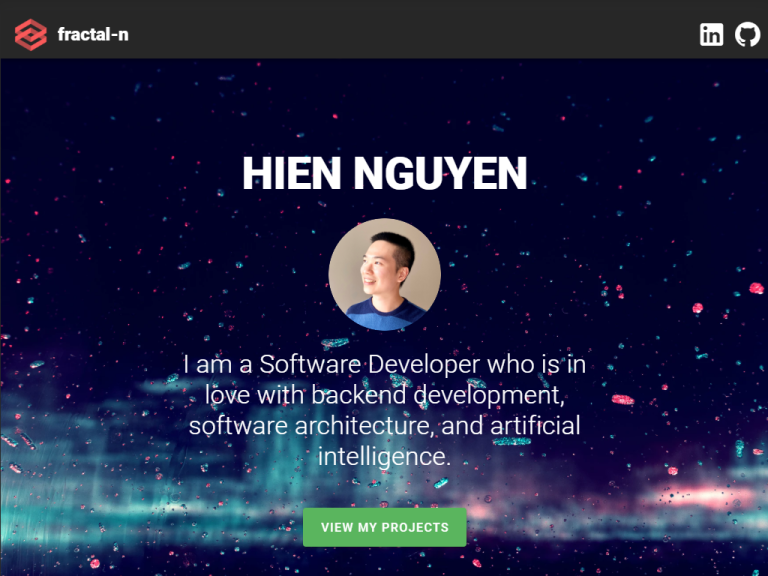 fractal-n
HIEN NGUYEN
I am a Software Developer who is in
love with backend development,
software architecture, and artificial
intelligence.
VIEW MY PROJECTS